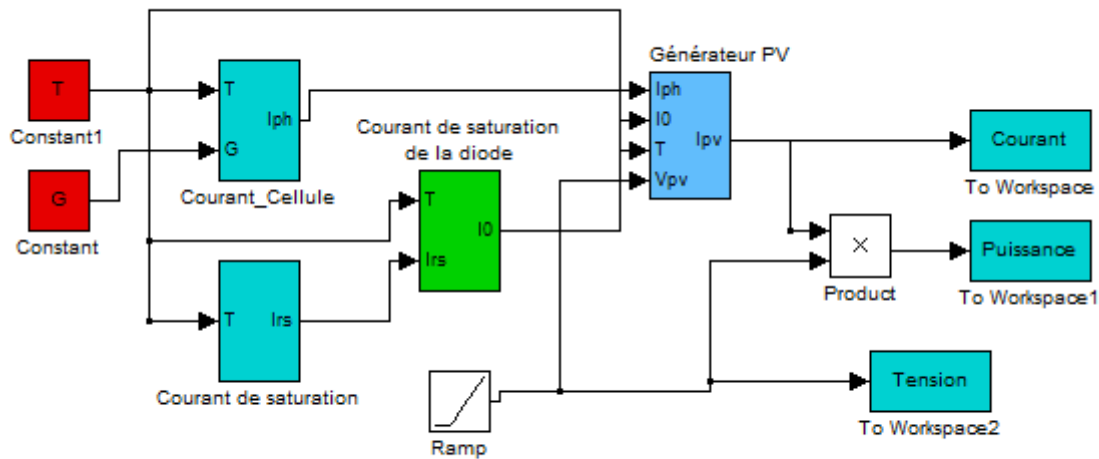 Générateur PV
T
Constant1
T
G
Iph
Courant_Cellule
Courant de saturation
de la diode
Iph
I0
T
Vpv
Ipv
Courant
To Workspace
G
Constant
T
Irs
I0
×
Product
Puissance
To Workspace1
T
Irs
Courant de saturation
Ramp
Tension
To Workspace2